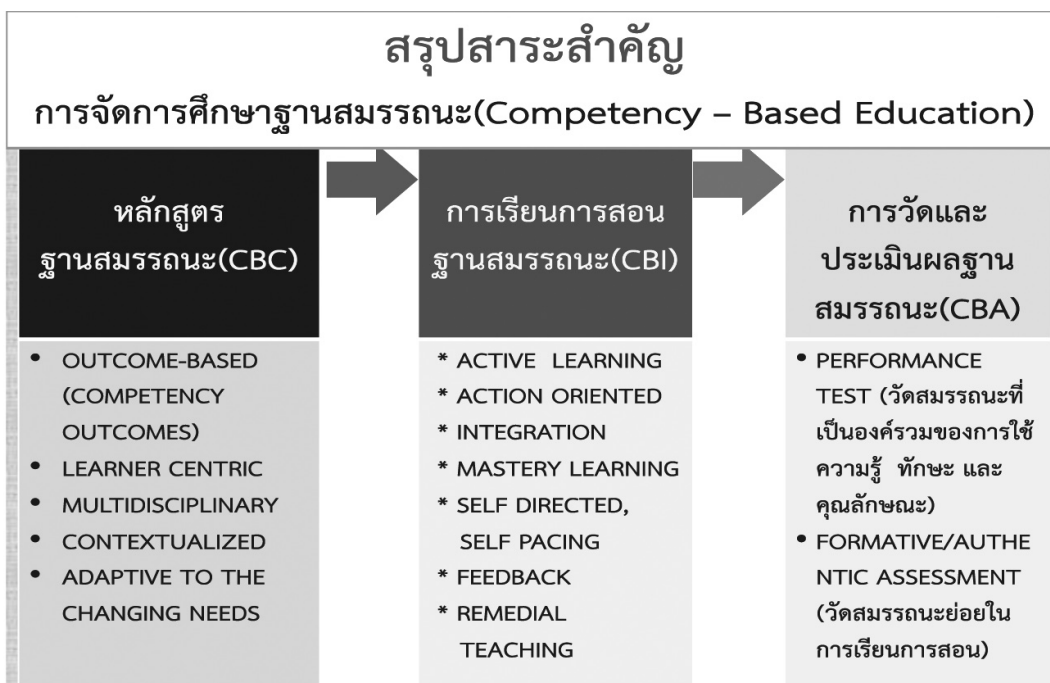 สรุปสาระสำคัญ
การจัดการศึกษาฐานสมรรถนะ(Competency – Based Education)
หลักสูตร
ฐานสมรรถนะ(CBC)
• OUTCOME-BASED
(COMPETENCY
OUTCOMES)
• LEARNER CENTRIC
• MULTIDISCIPLINARY
• CONTEXTUALIZED
• ADAPTIVE TO THE
CHANGING NEEDS
การเรียนการสอน
ฐานสมรรถนะ(CBI)
* ACTIVE LEARNING
* ACTION ORIENTED
* INTEGRATION
* MASTERY LEARNING
* SELF DIRECTED,
SELF PACING
* FEEDBACK
* REMEDIAL
TEACHING
การวัดและ
ประเมินผลฐาน
สมรรถนะ(CBA)
• PERFORMANCE
TEST (วัดสมรรถนะที่
เป็นองค์รวมของการใช้
ความรู้ ทักษะ และ
คุณลักษณะ)
• FORMATIVE/AUTHE
NTIC ASSESSMENT
(วัดสมรรถนะย่อยใน
การเรียนการสอน)